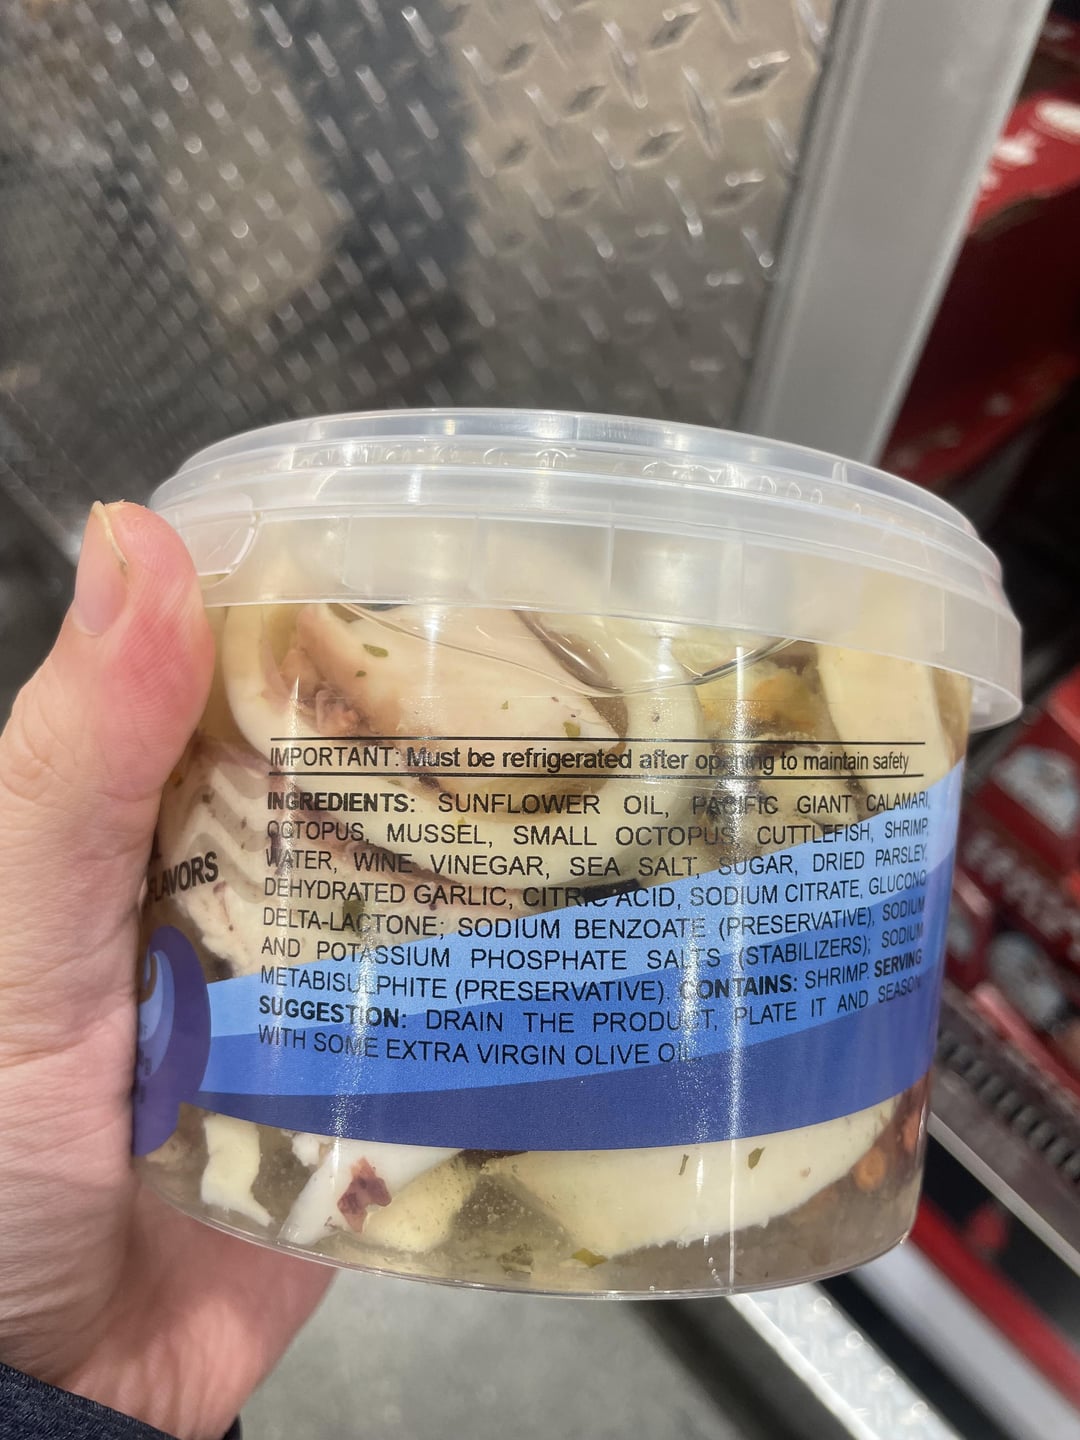 IMPORTANT: Must be refrigerated after opening to maintain safety
INGREDIENTS: SUNFLOWER OIL, PACIFIC GIANT CALAMARI,
OCTOPUS, MUSSEL, SMALL OCTOPUS, CUTTLEFISH, SHRIMP,
WATER, WINE VINEGAR, SEA SALT, SUGAR, DRIED PARSLEY,
DEHYDRATED GARLIC, CITRIC ACID, SODIUM CITRATE, GLUCONO
DELTA-LACTONE; SODIUM BENZOATE (PRESERVATIVE), SODIUM
AND POTASSIUM PHOSPHATE SALTS (STABILIZERS); SODIUM
METABISULPHITE (PRESERVATIVE). CONTAINS: SHRIMP. SERVING
SUGGESTION: DRAIN THE PRODUCT, PLATE IT AND SEASON
WITH SOME EXTRA VIRGIN OLIVE OIL.
FLAVORS